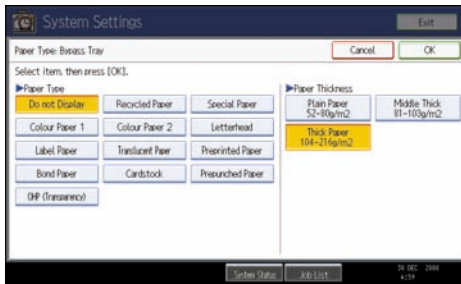 System Settings
Exit
Paper Type: Bypass Tray
Cancel
OK
Select item, then press [OK].
▶Paper Type
▶Paper Thickness
Do not Display
Recycled Paper
Special Paper
Plain Paper
52-80g/m2
Middle Thick
81-103g/m2
Colour Paper 1
Colour Paper 2
Letterhead
Thick Paper
104-216g/m2
Label Paper
Translucent Paper
Preprinted Paper
Bond Paper
Cardstock
Prepunched Paper
OHP (Transparency)
System Status
Job List
30 DEC